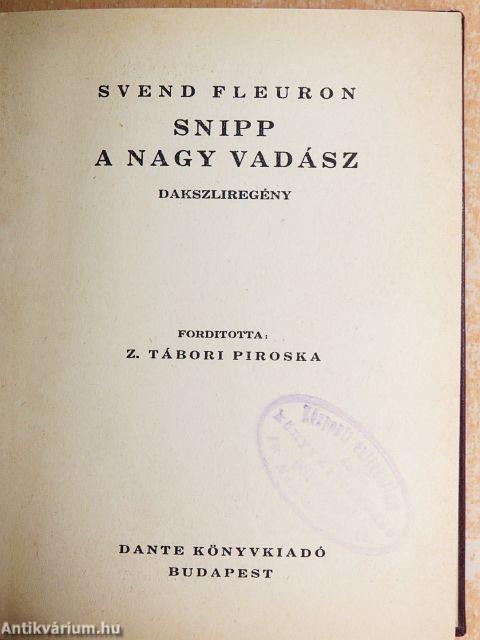 SVEND FLEURON
SNIPP
A NAGY VADÁSZ
DAKSZLIREGÉNY
FORDITOTTA:
Z. TÁBORI PIROSKA
DANTE KÖNYVKIADÓ
BUDAPEST
Antikvárium.hu